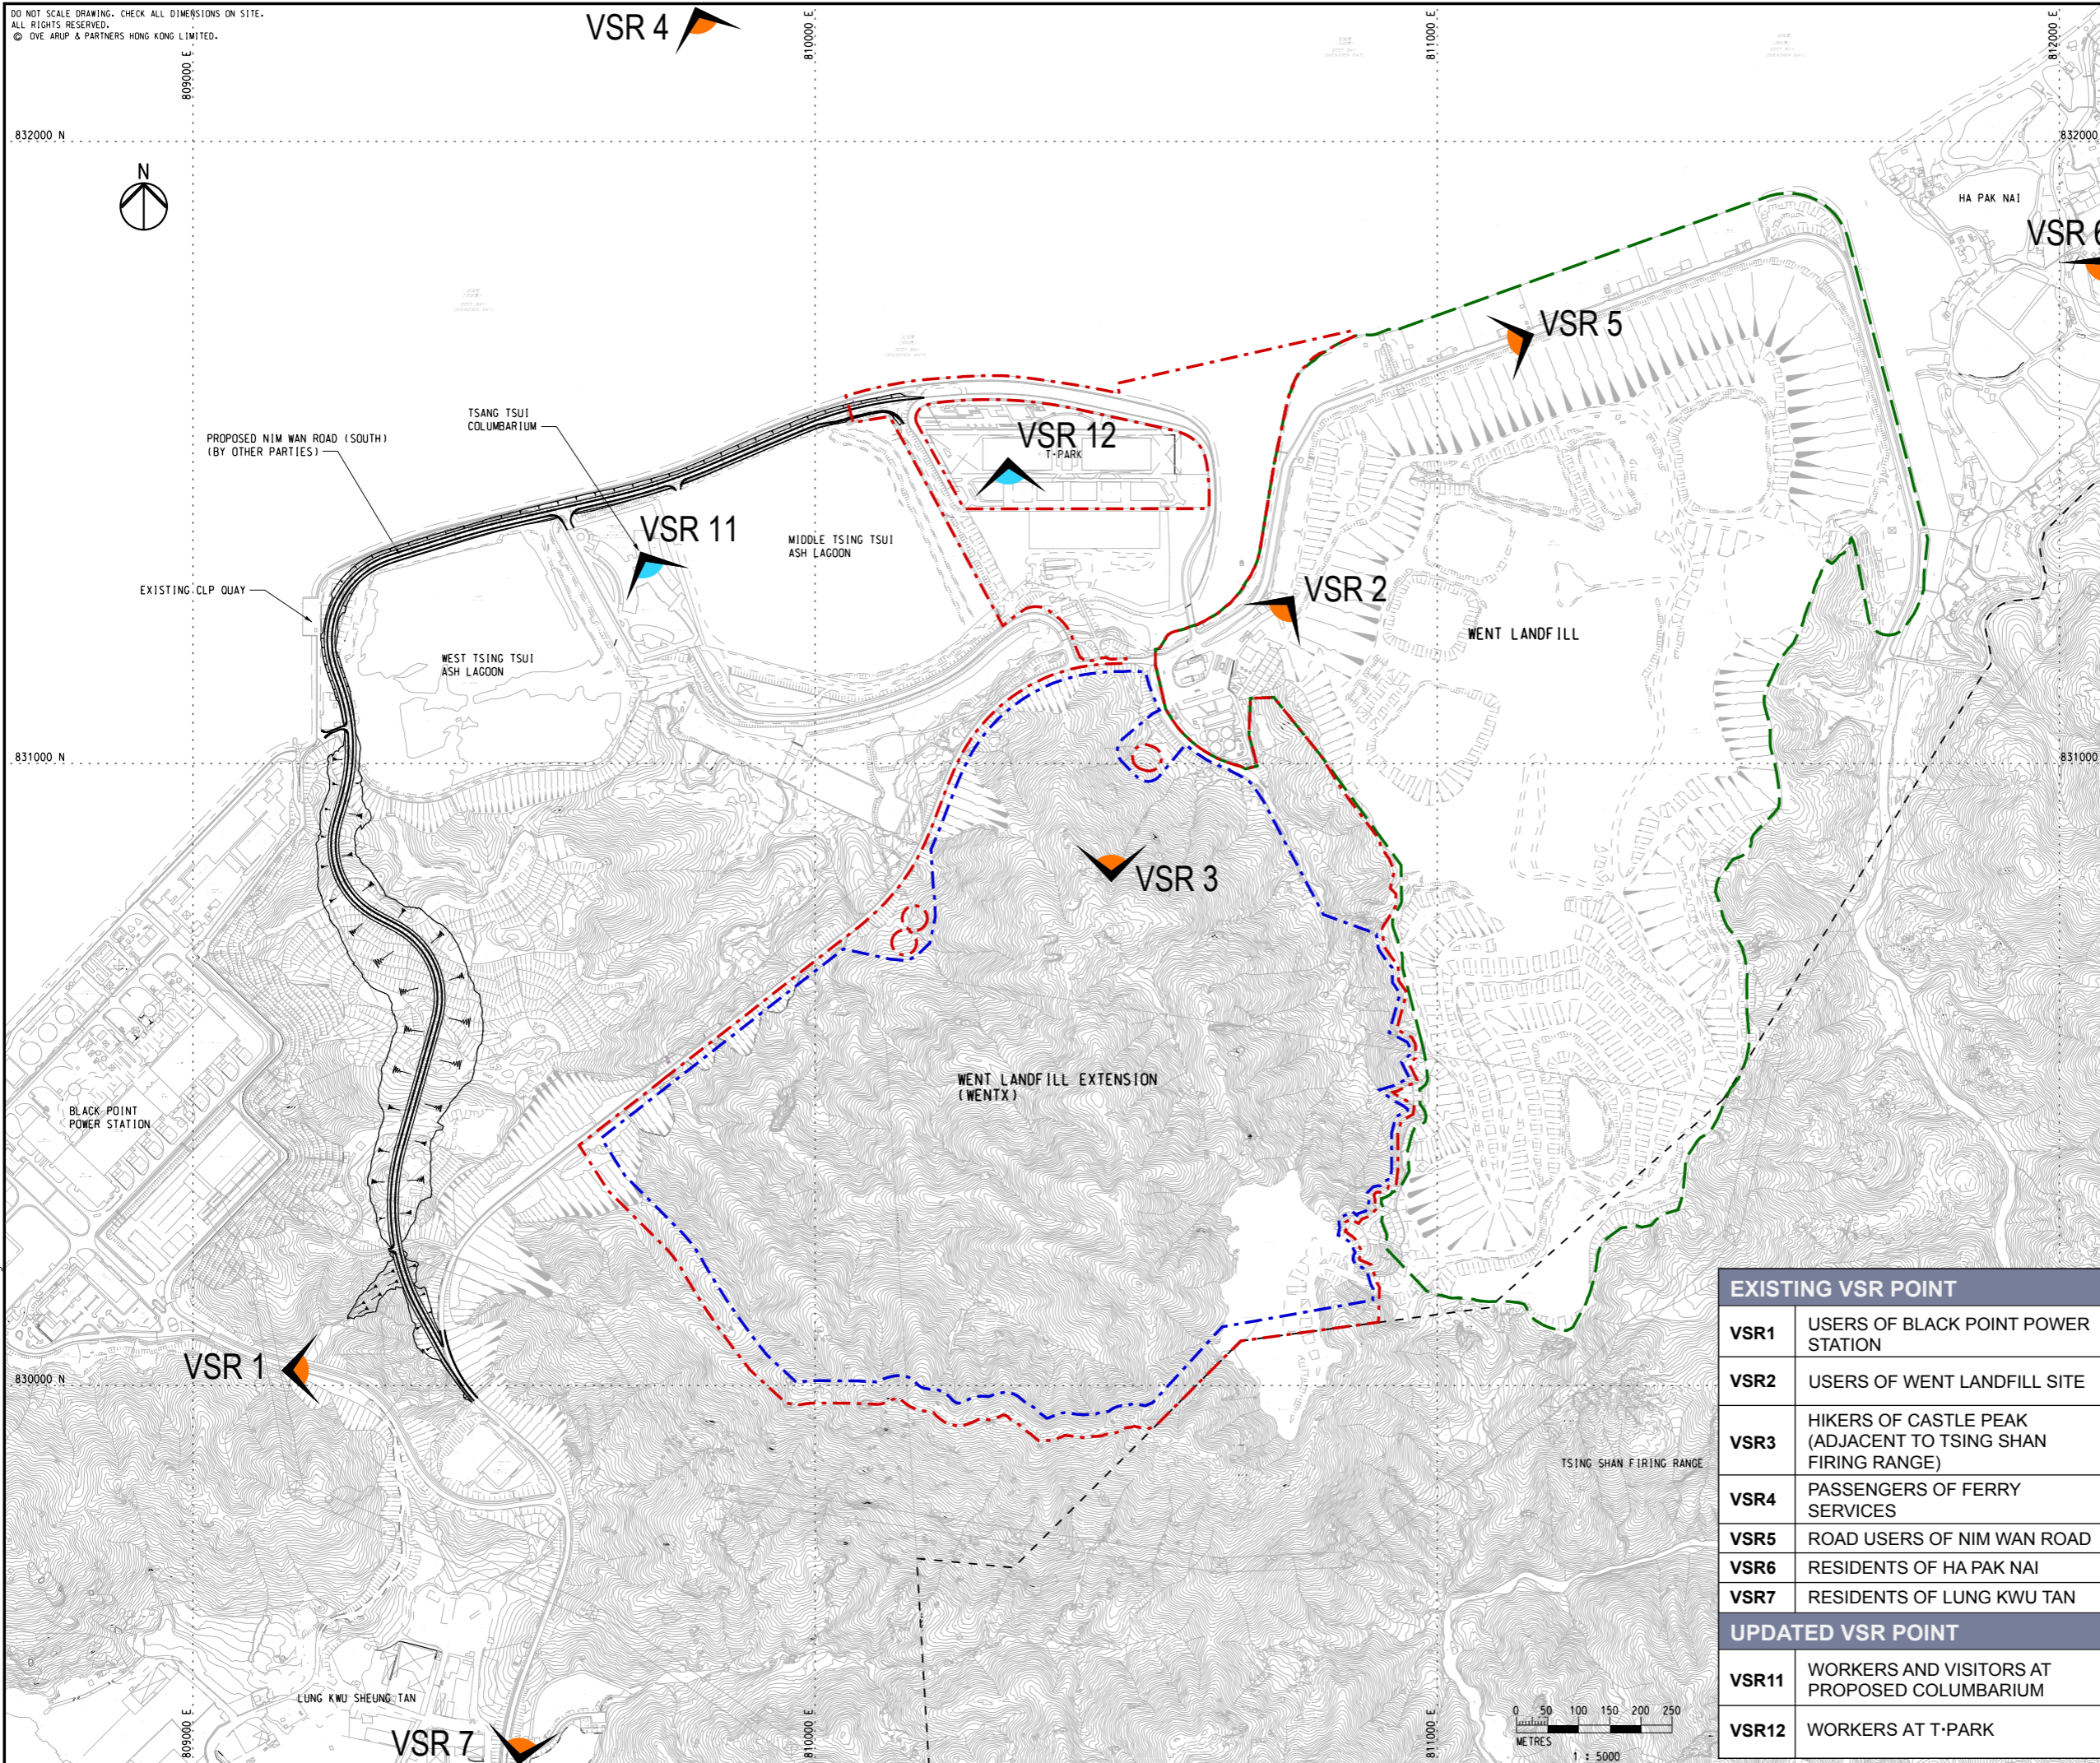 DO NOT SCALE DRAWING. CHECK ALL DIMENSIONS ON SITE.
ALL RIGHTS RESERVED.
© OVE ARUP & PARTNERS HONG KONG LIMITED.
VSR 4
809000 E
810000 E
811000 E
812000 E
832000 N
832000
N
HA PAK NAI
VSR 6
VSR 5
TSANG TSUI
COLUMBARIUM
PROPOSED NIM WAN ROAD (SOUTH)
(BY OTHER PARTIES)
VSR 12
T·PARK
VSR 11
MIDDLE TSING TSUI
ASH LAGOON
EXISTING CLP QUAY
VSR 2
WENT LANDFILL
WEST TSING TSUI
ASH LAGOON
831000 N
831000
VSR 3
WENT LANDFILL EXTENSION
(WENTX)
BLACK POINT
POWER STATION
VSR 1
830000 N
TSING SHAN FIRING RANGE
LUNG KWU SHEUNG TAN
VSR 7
809000 E
810000 E
811000 E
0 50 100 150 200 250
METRES
1 : 5000
EXISTING VSR POINT
VSR1 USERS OF BLACK POINT POWER
STATION
VSR2 USERS OF WENT LANDFILL SITE
VSR3 HIKERS OF CASTLE PEAK
(ADJACENT TO TSING SHAN
FIRING RANGE)
VSR4 PASSENGERS OF FERRY
SERVICES
VSR5 ROAD USERS OF NIM WAN ROAD
VSR6 RESIDENTS OF HA PAK NAI
VSR7 RESIDENTS OF LUNG KWU TAN
UPDATED VSR POINT
VSR11 WORKERS AND VISITORS AT
PROPOSED COLUMBARIUM
VSR12 WORKERS AT T·PARK